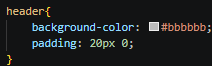 header{
    background-color: #bbbbbb;
    padding: 20px 0;
}